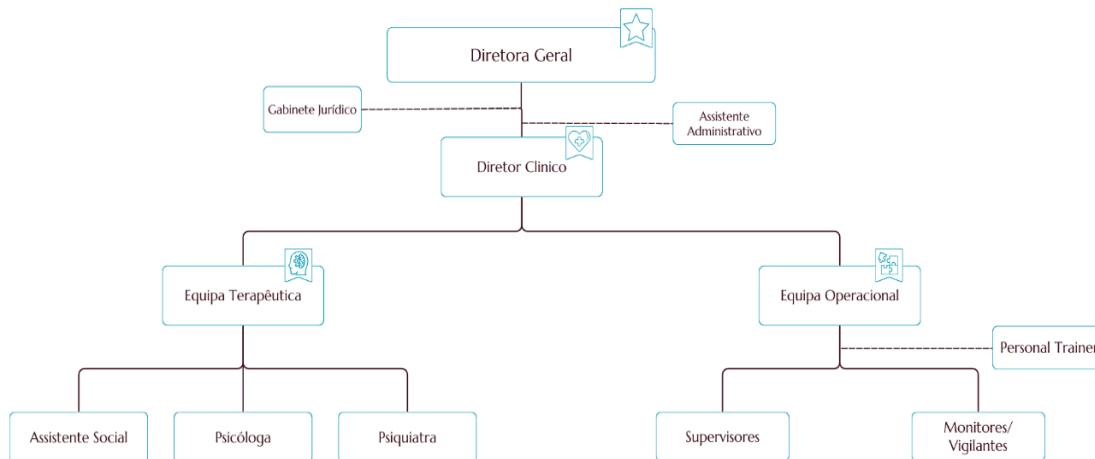 Diretora Geral
Gabinete Jurídico
Assistente
Administrativo
Diretor Clinico
Equipa Terapêutica
Equipa Operacional
Personal Trainer
Assistente Social
Psicóloga
Psiquiatra
Supervisores
Monitores/
Vigilantes